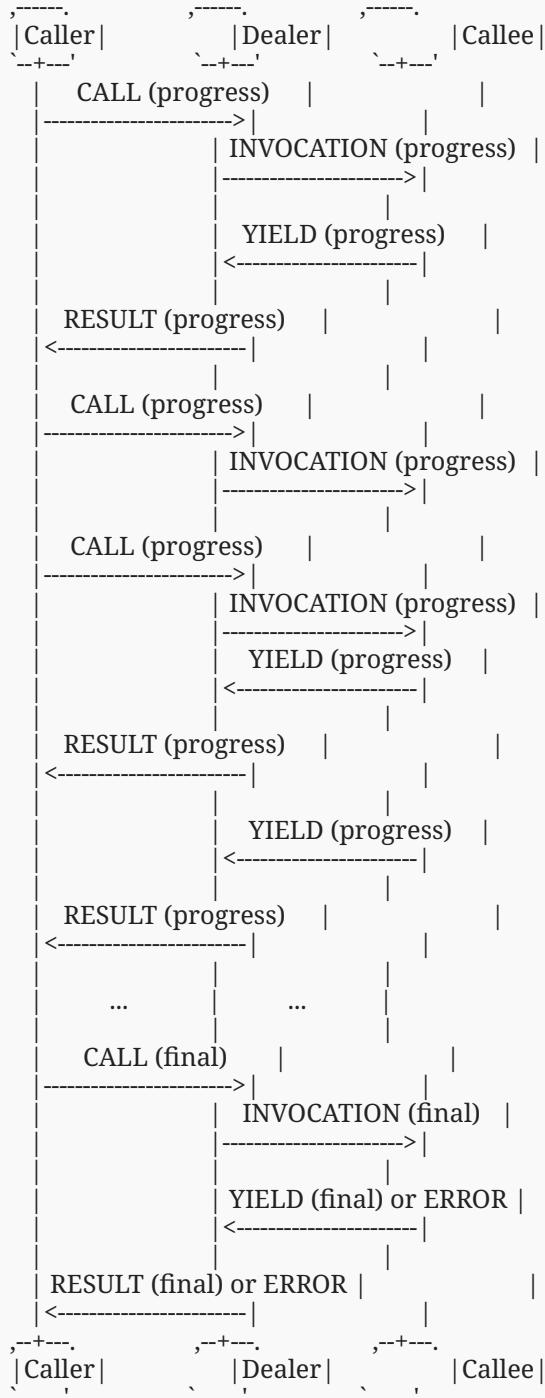 ,------.          ,------.          ,------.
|Caller|          |Dealer|          |Callee|
`--+---'          `--+---'          `--+---'
|   CALL (progress)   |                |
|------------------------>|                |
|                | INVOCATION (progress) |
|                |----------------------->|
|                |                |
|                |  YIELD (progress)   |
|                |<-----------------------|
|                |                |
|  RESULT (progress)   |                |
|<------------------------|                |
|                |                |
|  CALL (progress)   |                |
|------------------------>|                |
|                | INVOCATION (progress) |
|                |----------------------->|
|                |                |
|  CALL (progress)   |                |
|------------------------>|                |
|                | INVOCATION (progress) |
|                |----------------------->|
|                |  YIELD (progress)   |
|                |<-----------------------|
|                |                |
|  RESULT (progress)   |                |
|<------------------------|                |
|                |                |
|                |  YIELD (progress)   |
|                |<-----------------------|
|                |                |
|  RESULT (progress)   |                |
|<------------------------|                |
|                |                |
|      ...       |      ...       |
|                |                |
|   CALL (final)     |                |
|------------------------>|                |
|                |  INVOCATION (final)  |
|                |----------------------->|
|                |                |
|                | YIELD (final) or ERROR |
|                |<-----------------------|
|                |                |
| RESULT (final) or ERROR |                |
|<------------------------|                |
,--+---.          ,--+---.          ,--+---.
|Caller|          |Dealer|          |Callee|